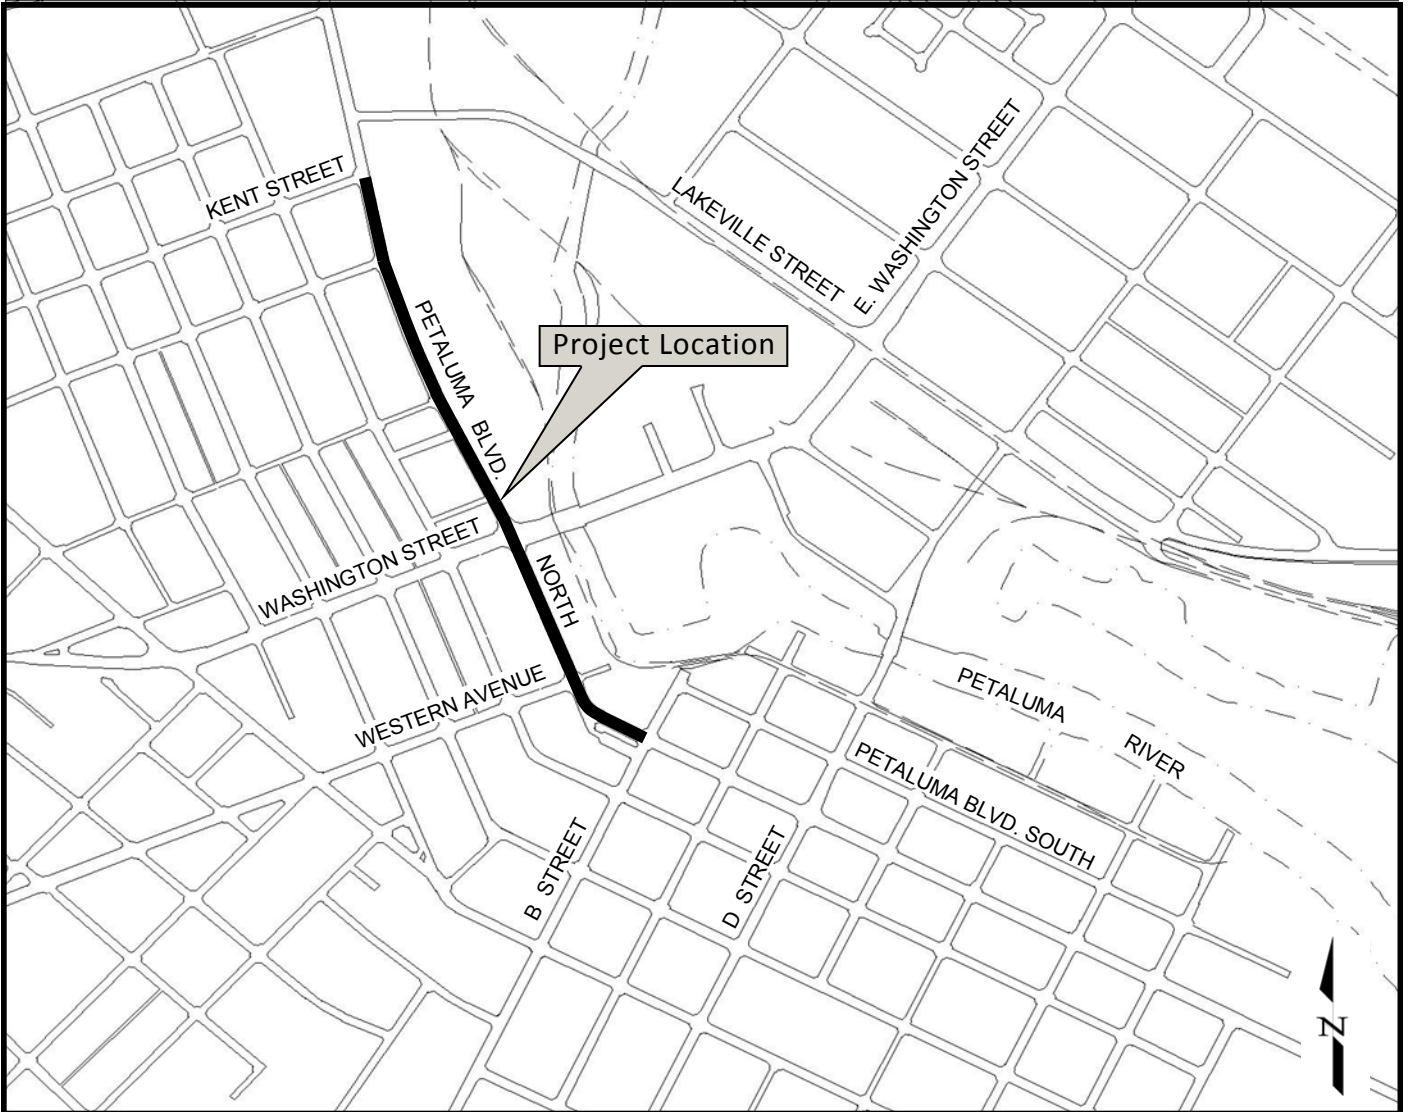 KENT STREET
LAKEVILLE STREET
E. WASHINGTON STREET
PETALUMA BLVD.
Project Location
WASHINGTON STREET
NORTH
WESTERN AVENUE
PETALUMA
RIVER
PETALUMA BLVD. SOUTH
B STREET
D STREET
N